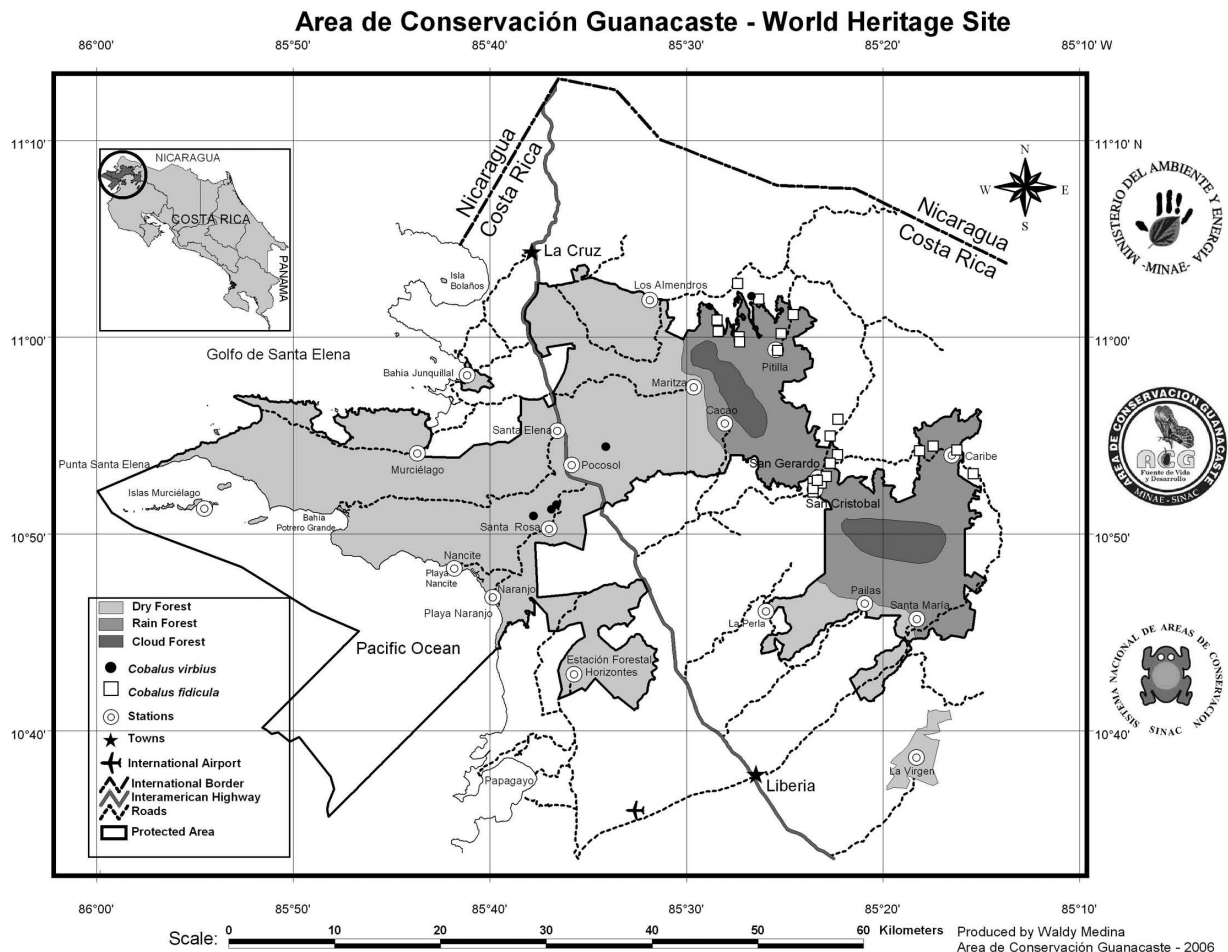 Area de Conservación Guanacaste - World Heritage Site
86°00'
85°50'
85°40'
85°30'
85°20'
85°10' W
11°10'
11°10' N
11°00'
11°00'
10°50'
10°50'
10°40'
10°40'
NICARAGUA
COSTA RICA
PANAMA
Nicaragua
Costa Rica
Nicaragua
Costa Rica
N
W
E
S
La Cruz
Isla
Bolaños
Los Almendros
Golfo de Santa Elena
Bahia Junquillal
Pitilla
Maritza
Cacao
Santa Elena
Punta Santa Elena
Murciélago
Pocosol
San Gerardo
Caribe
Islas Murciélago
Bahía
Potrero Grande
Santa Rosa
San Cristobal
Nancite
Playa
Nancite
Naranjo
Playa Naranjo
Pailas
Santa María
La Perla
Pacific Ocean
Estación Forestal
Horizontes
La Virgen
Papagayo
Liberia
Dry Forest
Rain Forest
Cloud Forest
Cobalus virbius
Cobalus fidicula
Stations
Towns
International Airport
International Border
Interamerican Highway
Roads
Protected Area
MINISTERIO DEL AMBIENTE Y ENERGIA
-MINAE-
AREA DE CONSERVACION GUANACASTE
ACG
Fuente de Vida
y Desarrollo
MINAE - SINAC
SISTEMA NACIONAL DE AREAS DE CONSERVACION
SINAC
86°00'
85°50'
85°40'
85°30'
85°20'
85°10'
Scale: 0 10 20 30 40 50 60 Kilometers
Produced by Waldy Medina
Area de Conservación Guanacaste - 2006